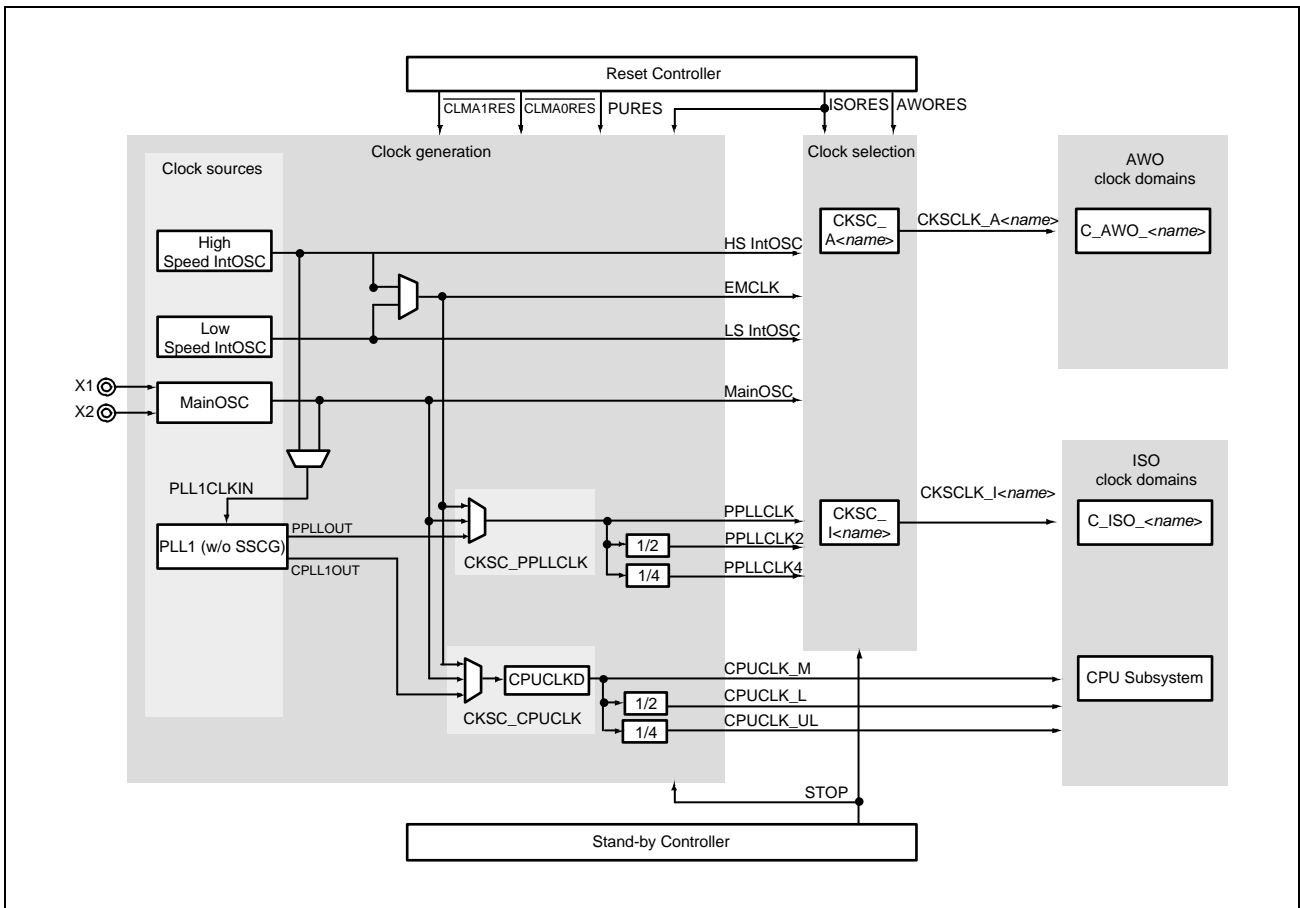 Reset Controller
CLMA1RES
CLMA0RES
PURES
ISORES
AWORES
Clock generation
Clock selection
AWO
clock domains
Clock sources
CKSC_
A<name>
CKSCLK_A<name>
C_AWO_<name>
High
Speed IntOSC
HS IntOSC
EMCLK
Low
Speed IntOSC
LS IntOSC
X1
X2
MainOSC
MainOSC
ISO
clock domains
PLL1CLKIN
CKSCLK_I<name>
PPLLOUT
PLL1 (w/o SSCG)
CPLL1OUT
CKSC_PPLLCLK
PPLLCLK
1/2
PPLLCLK2
1/4
PPLLCLK4
CKSC_
I<name>
C_ISO_<name>
CPUCLKD
CKSC_CPUCLK
CPUCLK_M
1/2
CPUCLK_L
1/4
CPUCLK_UL
CPU Subsystem
STOP
Stand-by Controller